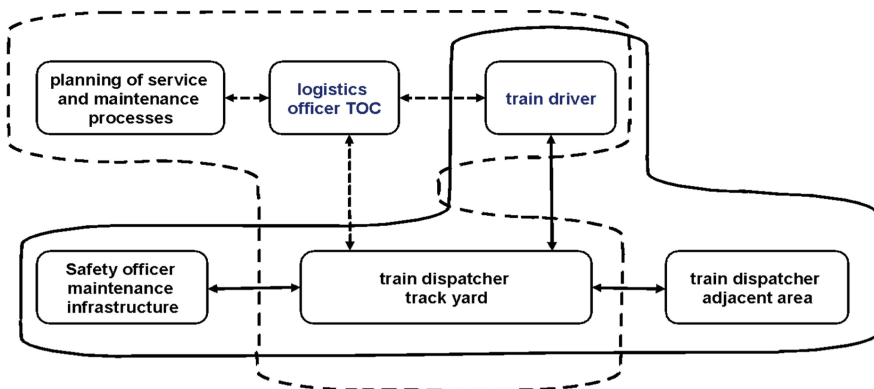 planning of service
and maintenance
processes
logistics
officer TOC
train driver
Safety officer
maintenance
infrastructure
train dispatcher
track yard
train dispatcher
adjacent area